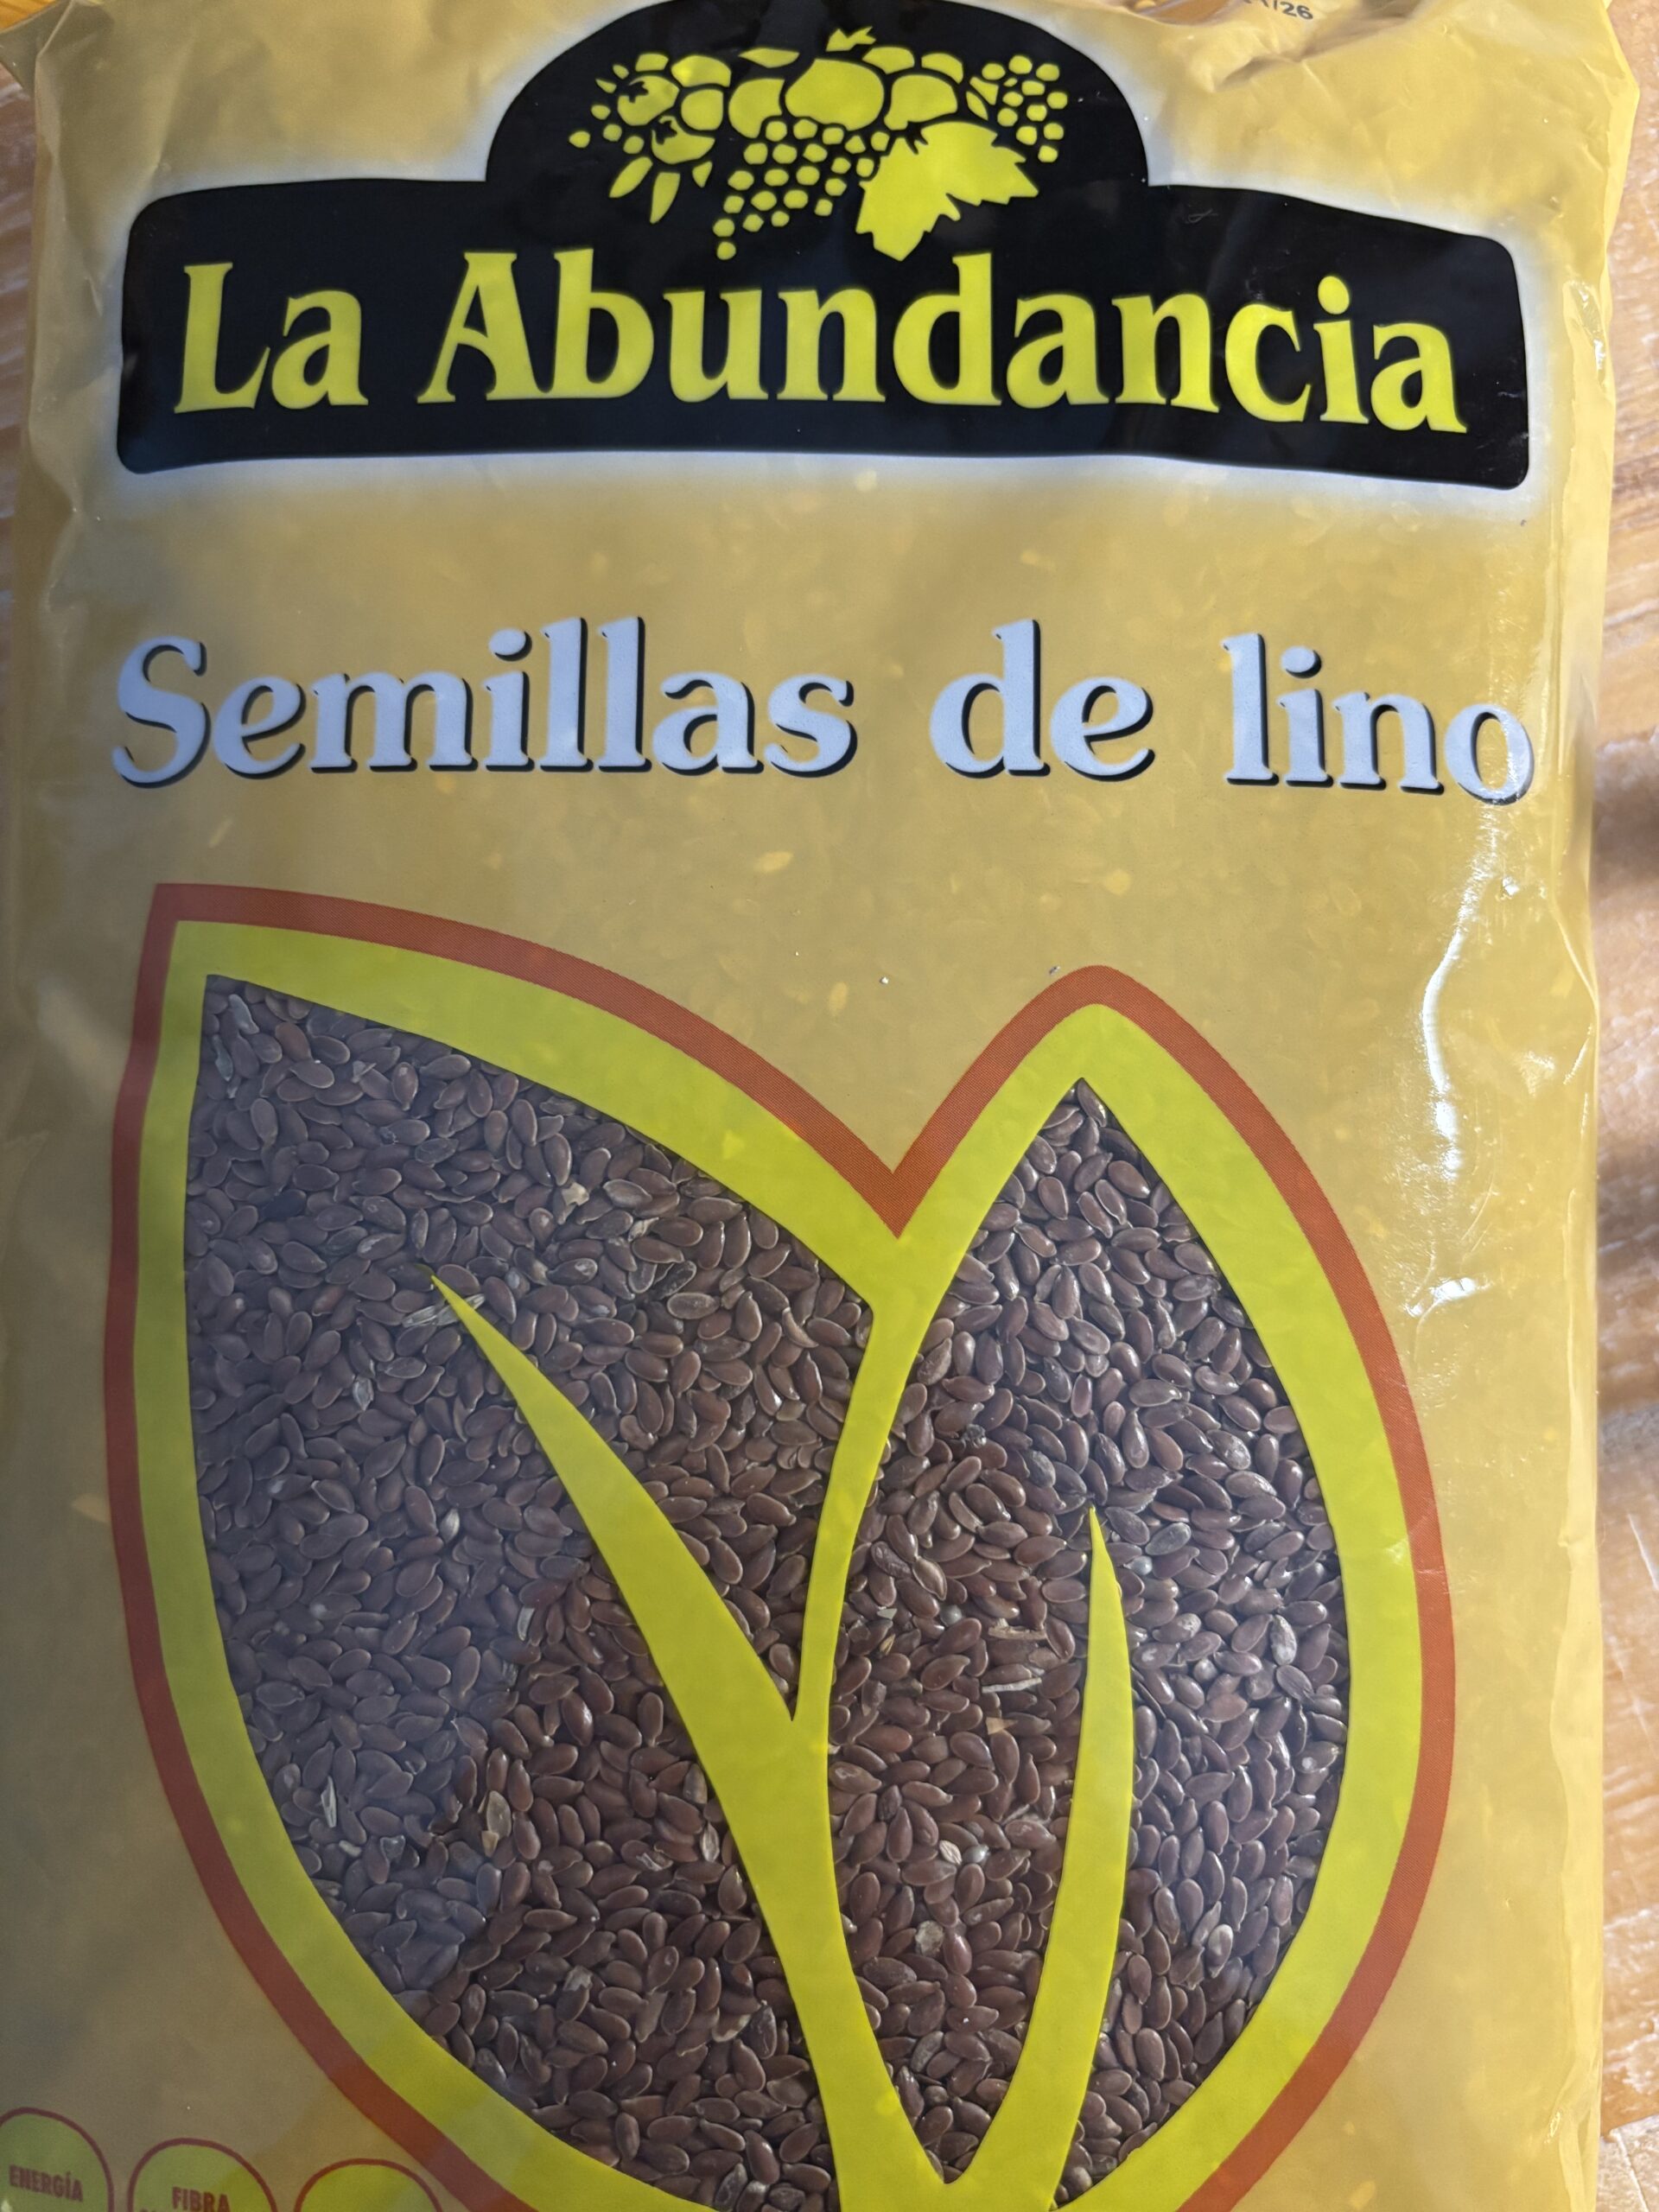 La Abundancia
Semillas de lino
ENERGÍA
FIBRA